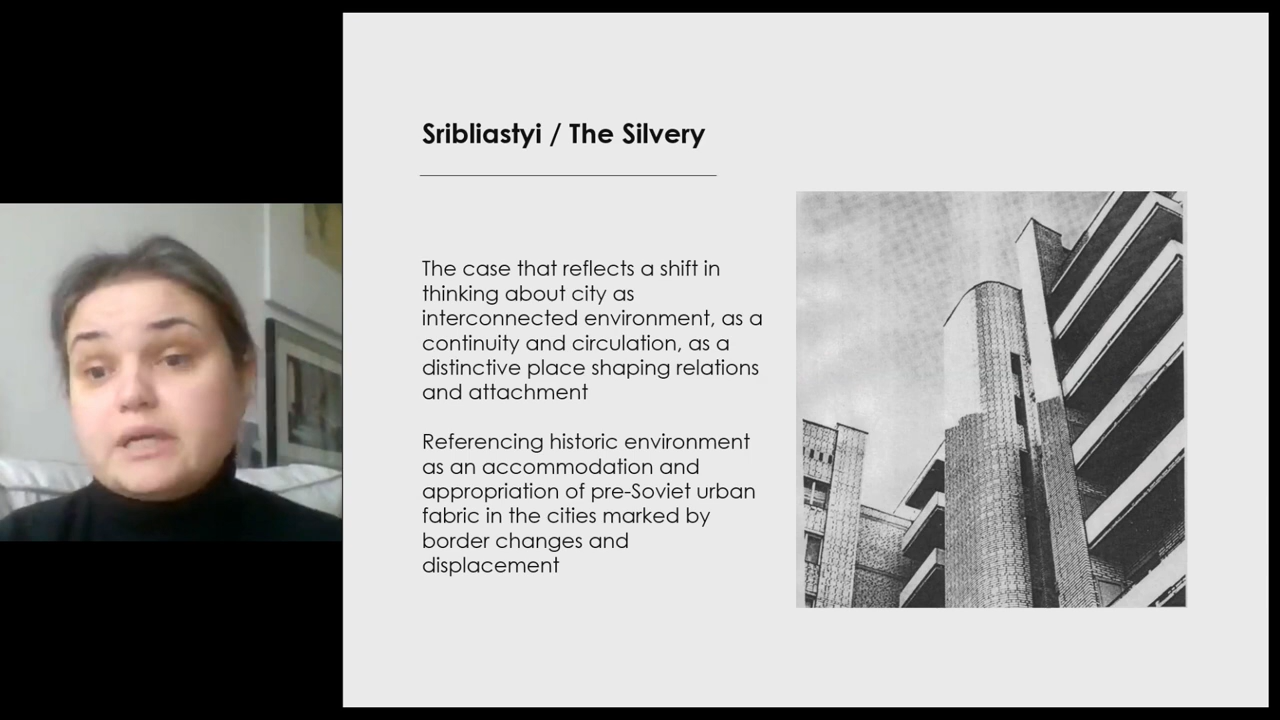 Sribliastyi / The Silvery
The case that reflects a shift in
thinking about city as
interconnected environment, as a
continuity and circulation, as a
distinctive place shaping relations
and attachment
Referencing historic environment
as an accommodation and
appropriation of pre-Soviet urban
fabric in the cities marked by
border changes and
displacement